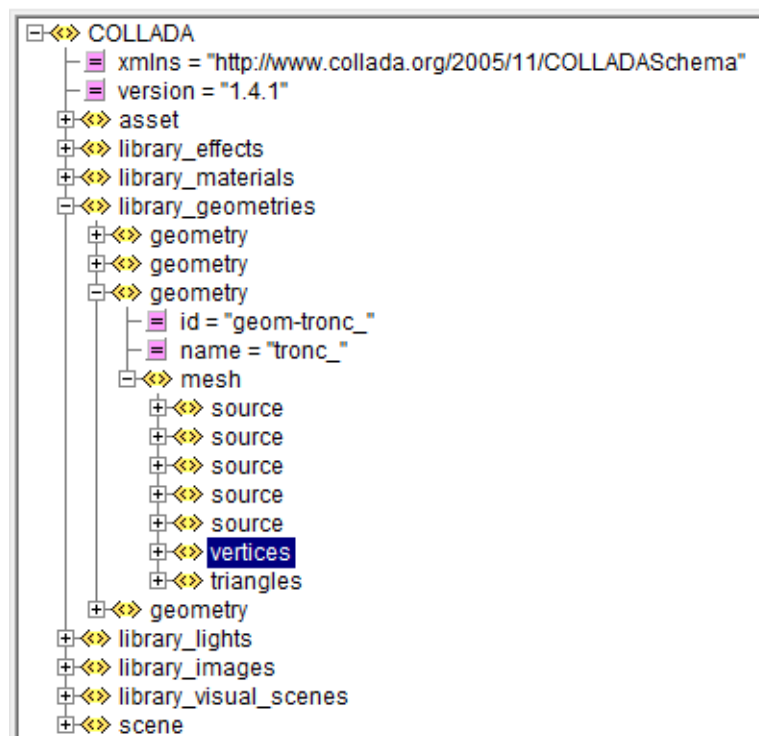 COLLADA
xmlns = "http://www.collada.org/2005/11/COLLADASchema"
version = "1.4.1"
asset
library_effects
library_materials
library_geometries
geometry
geometry
geometry
id = "geom-tronc_"
name = "tronc_"
mesh
source
source
source
source
source
vertices
triangles
geometry
library_lights
library_images
library_visual_scenes
scene